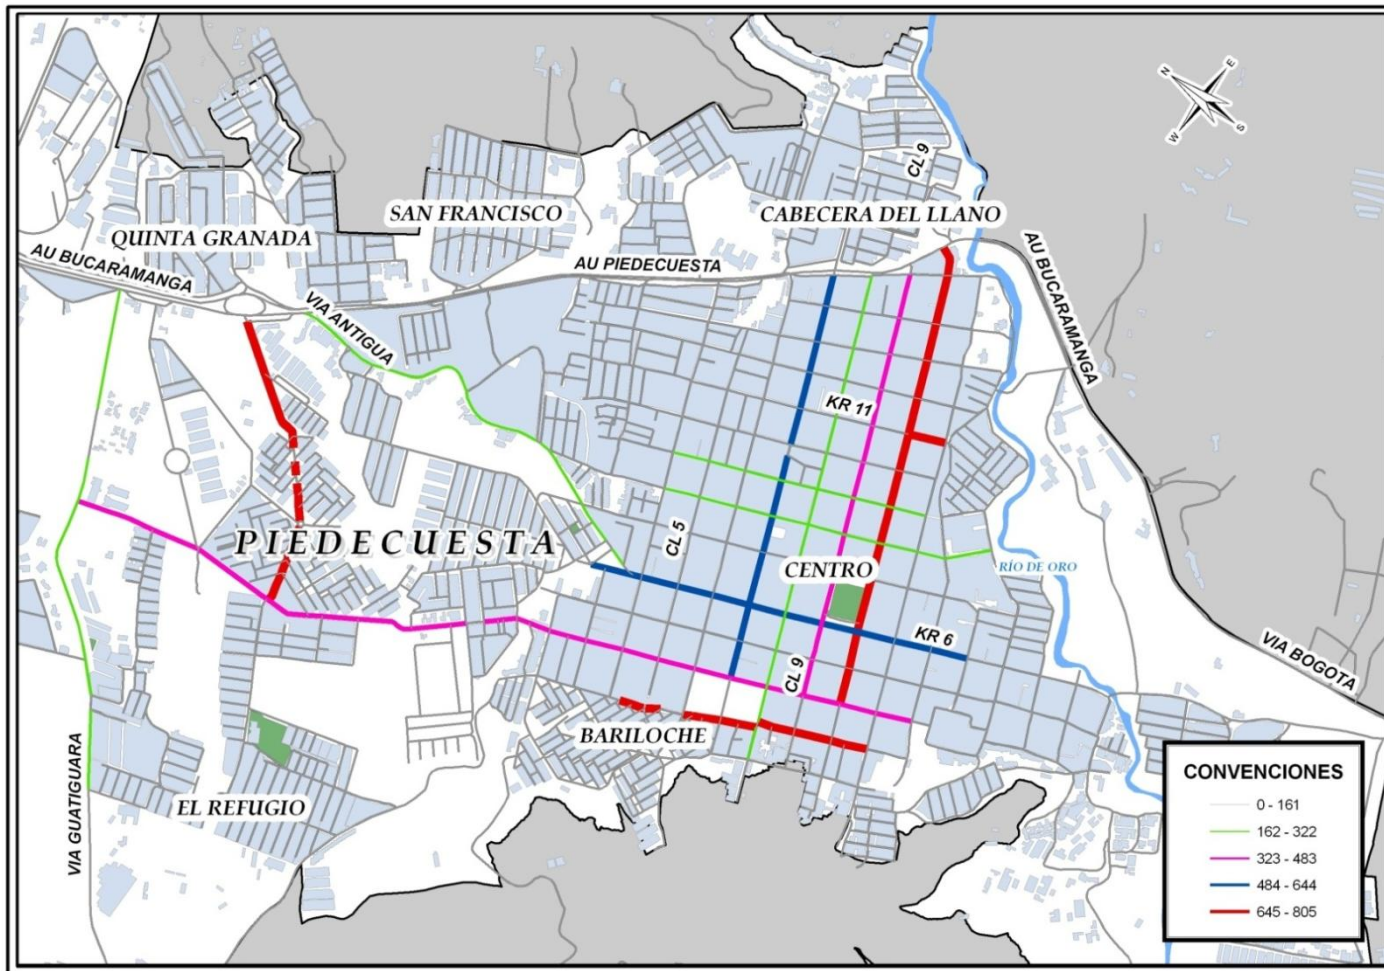 N
E
W
S
CL 9
SAN FRANCISCO
CABECERA DEL LLANO
QUINTA GRANADA
AU BUCARAMANGA
AU PIEDECUESTA
AU BUCARAMANGA
VIA ANTIGUA
KR 11
PIEDECUESTA
CL 5
CENTRO
RÍO DE ORO
KR 6
VIA BOGOTA
CL 9
BARILOCHE
EL REFUGIO
VIA GUATIGUARA
CONVENCIONES
0 - 161
162 - 322
323 - 483
484 - 644
645 - 805